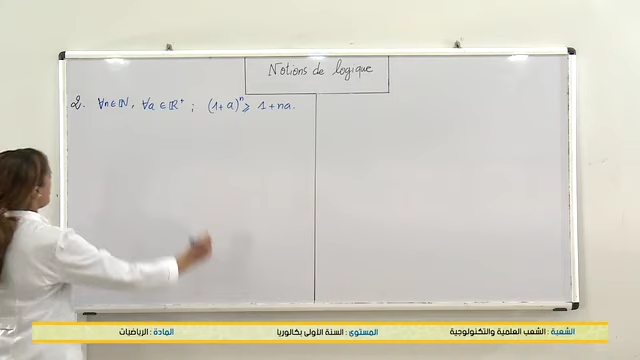 Notions de logique
2. ∀n∈ℕ, ∀a∈ℝ⁺ ; (1+a)ⁿ ⩾ 1+na.
الشعبة : الشعب العلمية والتكنولوجية المستوى : السنة الأولى بكالوريا المادة : الرياضيات